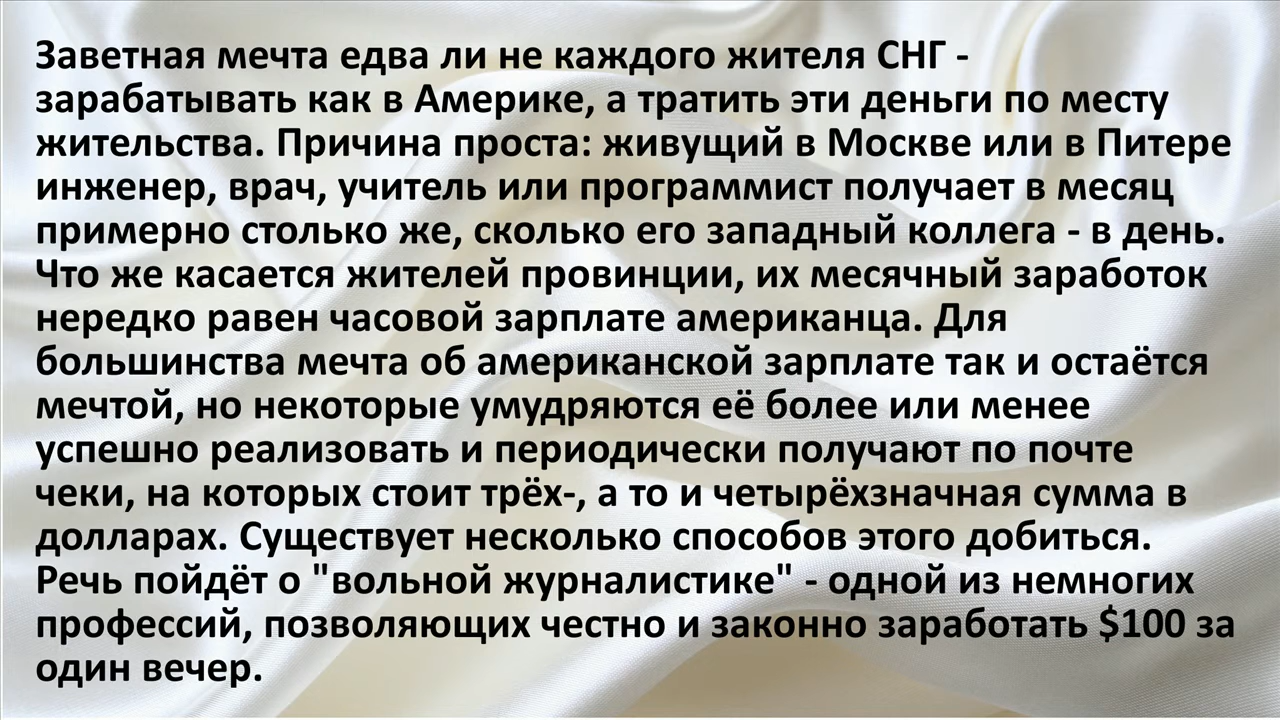 Заветная мечта едва ли не каждого жителя СНГ -
зарабатывать как в Америке, а тратить эти деньги по месту
жительства. Причина проста: живущий в Москве или в Питере
инженер, врач, учитель или программист получает в месяц
примерно столько же, сколько его западный коллега - в день.
Что же касается жителей провинции, их месячный заработок
нередко равен часовой зарплате американца. Для
большинства мечта об американской зарплате так и остаётся
мечтой, но некоторые умудряются её более или менее
успешно реализовать и периодически получают по почте
чеки, на которых стоит трёх-, а то и четырёхзначная сумма в
долларах. Существует несколько способов этого добиться.
Речь пойдёт о "вольной журналистике" - одной из немногих
профессий, позволяющих честно и законно заработать $100 за
один вечер.